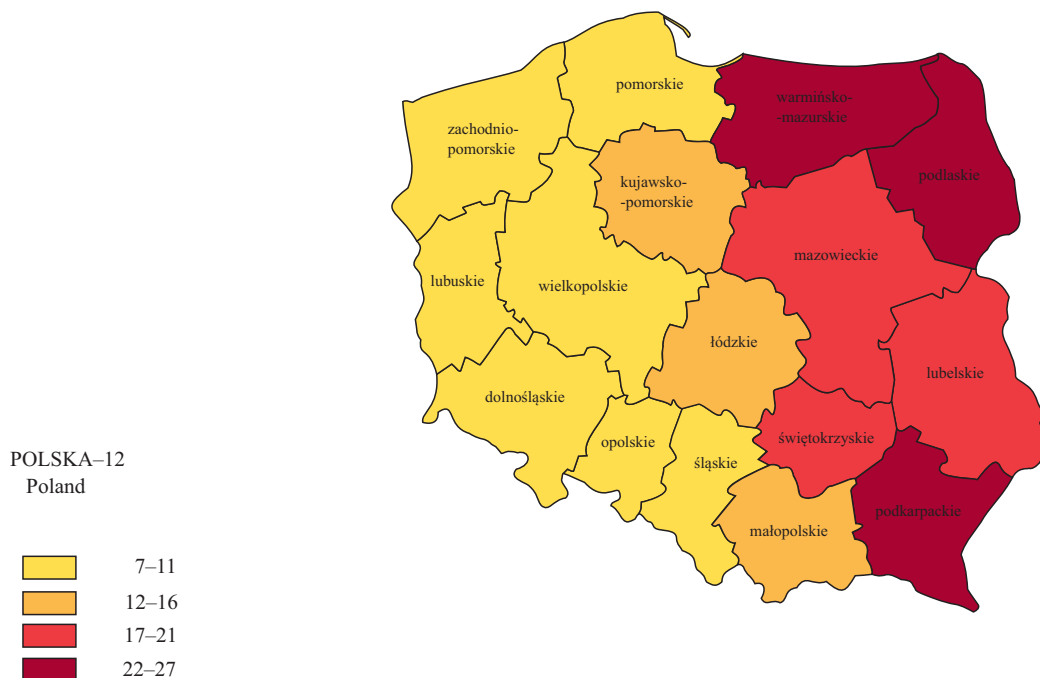 pomorskie
warmińsko-
-mazurskie
zachodnio-
pomorskie
podlaskie
kujawsko-
-pomorskie
mazowieckie
lubuskie
wielkopolskie
łódzkie
lubelskie
dolnośląskie
świętokrzyskie
opolskie
śląskie
podkarpackie
małopolskie
POLSKA–12
Poland
7–11
12–16
17–21
22–27